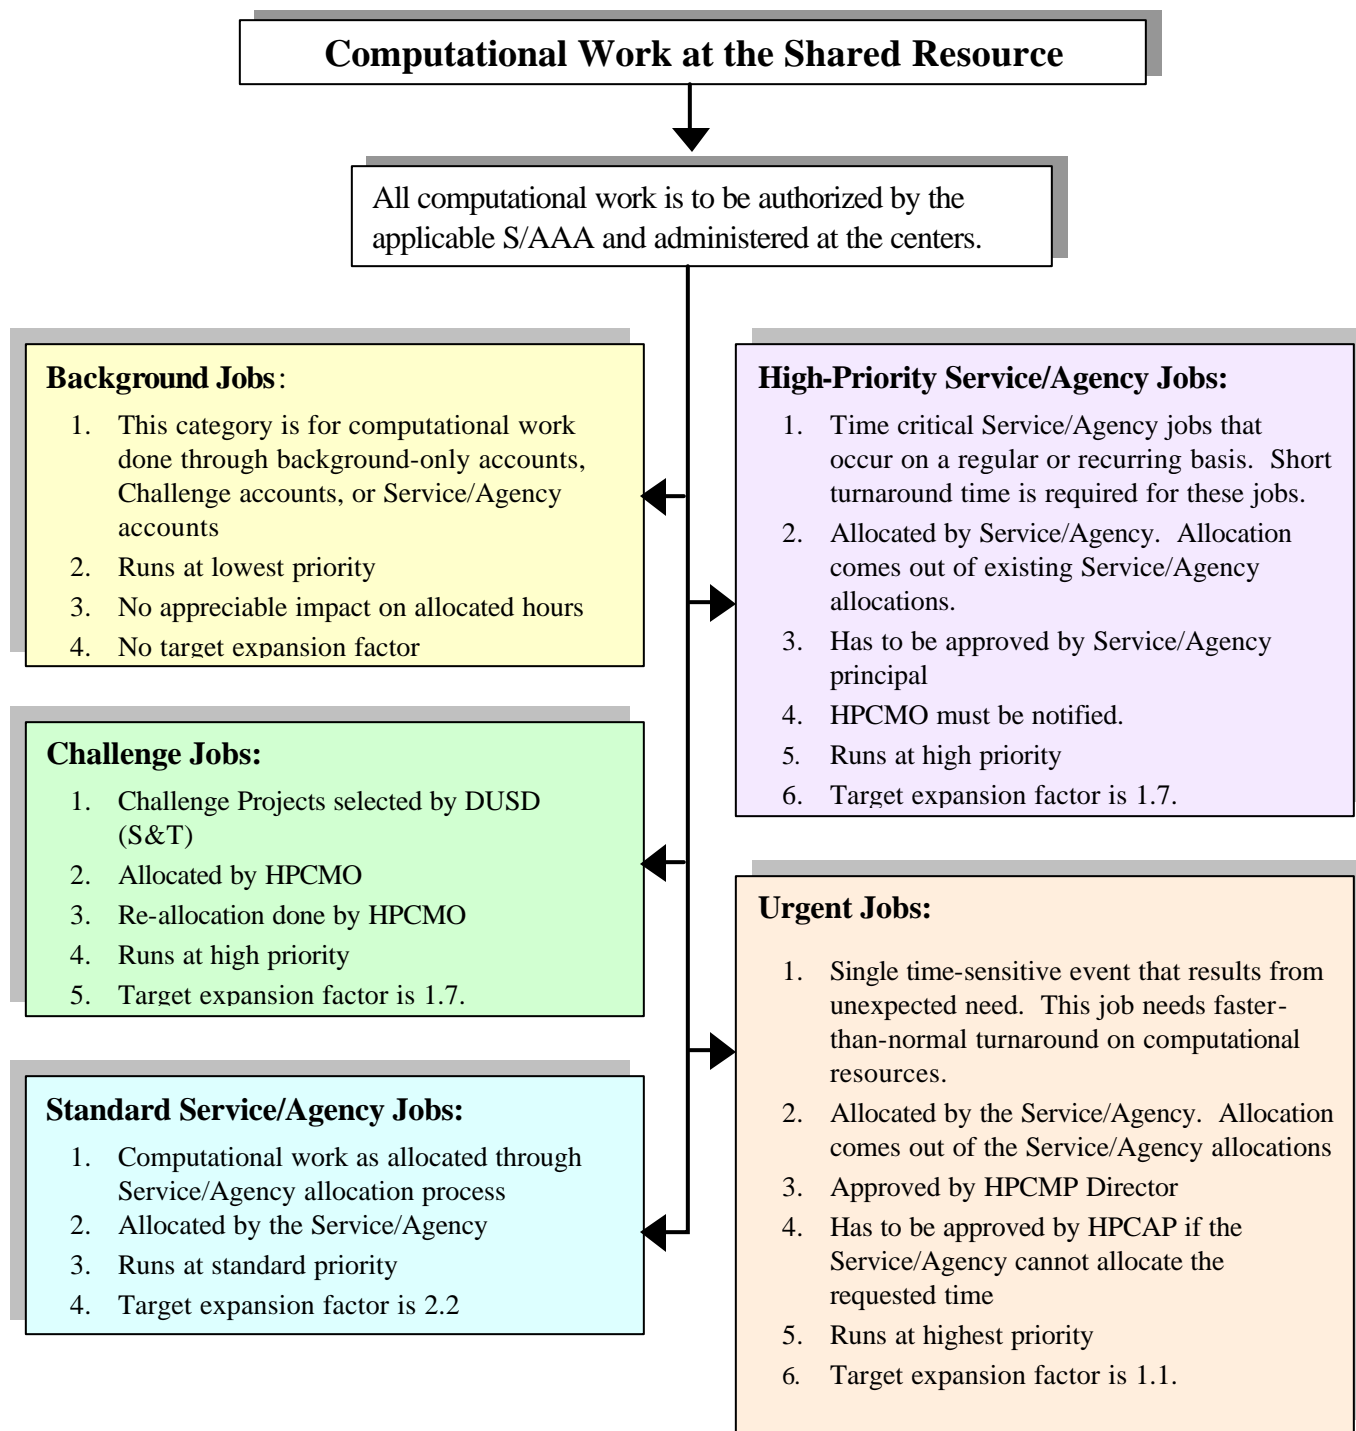 Computational Work at the Shared Resource
All computational work is to be authorized by the
applicable S/AAA and administered at the centers.
Background Jobs:
1. This category is for computational work
done through background-only accounts,
Challenge accounts, or Service/Agency
accounts
2. Runs at lowest priority
3. No appreciable impact on allocated hours
4. No target expansion factor
Challenge Jobs:
1. Challenge Projects selected by DUSD
(S&T)
2. Allocated by HPCMO
3. Re-allocation done by HPCMO
4. Runs at high priority
5. Target expansion factor is 1.7.
Standard Service/Agency Jobs:
1. Computational work as allocated through
Service/Agency allocation process
2. Allocated by the Service/Agency
3. Runs at standard priority
4. Target expansion factor is 2.2
High-Priority Service/Agency Jobs:
1. Time critical Service/Agency jobs that
occur on a regular or recurring basis. Short
turnaround time is required for these jobs.
2. Allocated by Service/Agency. Allocation
comes out of existing Service/Agency
allocations.
3. Has to be approved by Service/Agency
principal
4. HPCMO must be notified.
5. Runs at high priority
6. Target expansion factor is 1.7.
Urgent Jobs:
1. Single time-sensitive event that results from
unexpected need. This job needs faster-
than-normal turnaround on computational
resources.
2. Allocated by the Service/Agency. Allocation
comes out of the Service/Agency allocations
3. Approved by HPCMP Director
4. Has to be approved by HPCAP if the
Service/Agency cannot allocate the
requested time
5. Runs at highest priority
6. Target expansion factor is 1.1.